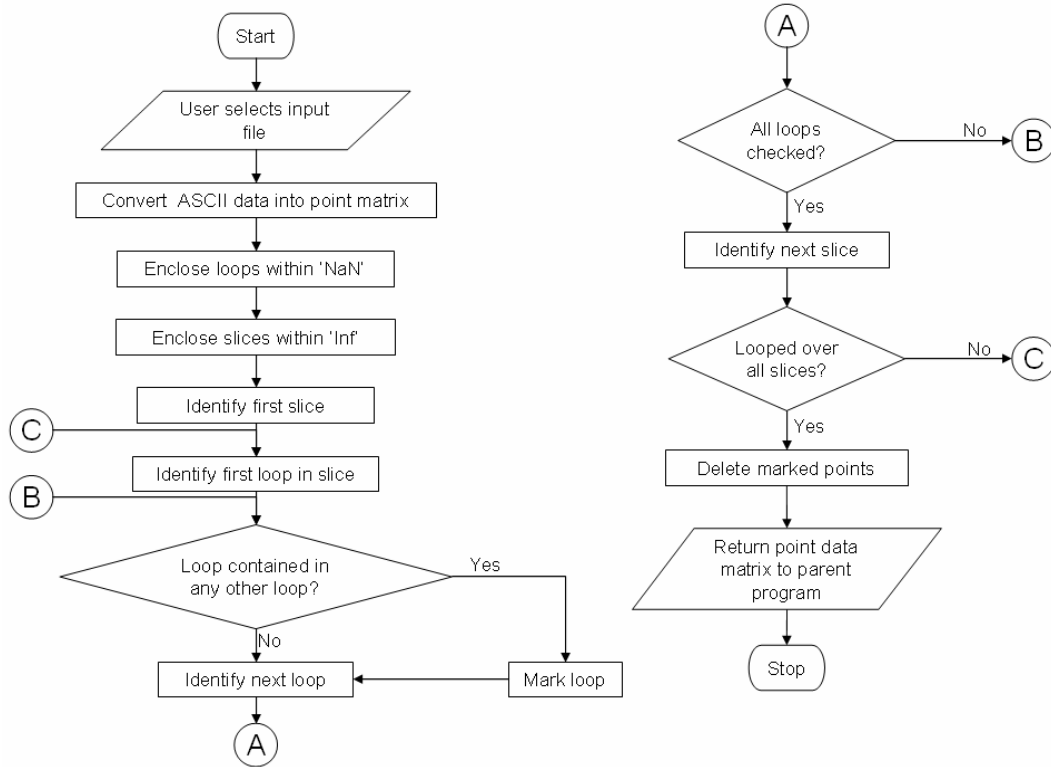 Start
User selects input
file
Convert ASCII data into point matrix
Enclose loops within 'NaN'
Enclose slices within 'Inf'
Identify first slice
C
Identify first loop in slice
B
Loop contained in
any other loop?
Yes
No
Identify next loop
Mark loop
A
A
All loops
checked?
No
B
Yes
Identify next slice
Looped over
all slices?
No
C
Yes
Delete marked points
Return point data
matrix to parent
program
Stop